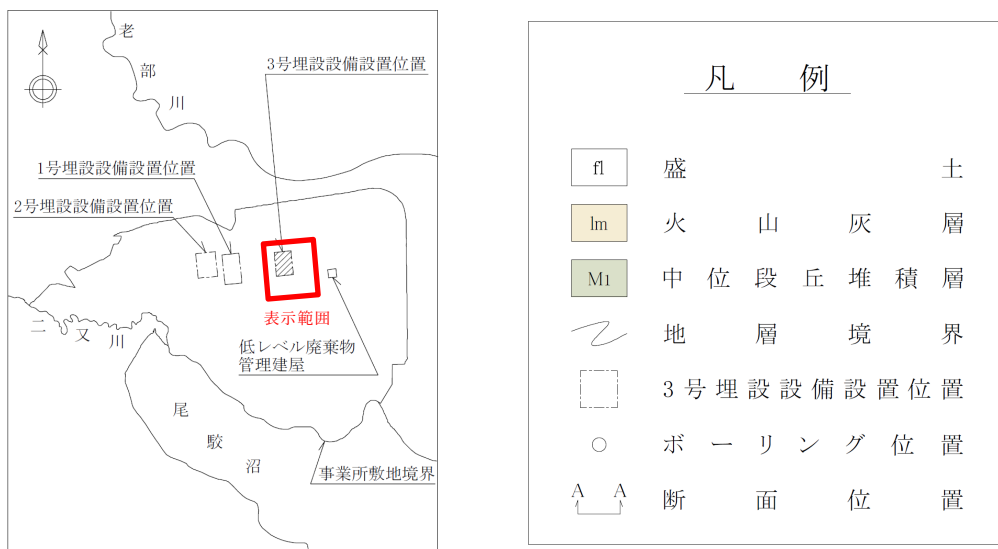 老部川
3号埋設設備設置位置
1号埋設設備設置位置
2号埋設設備設置位置
表示範囲
低レベル廃棄物
管理建屋
二又川
尾駮沼
事業所敷地境界
凡例
fl 盛土
lm 火山灰層
M1 中位段丘堆積層
地層境界
3号埋設設備設置位置
ボーリング位置
A A 断面位置